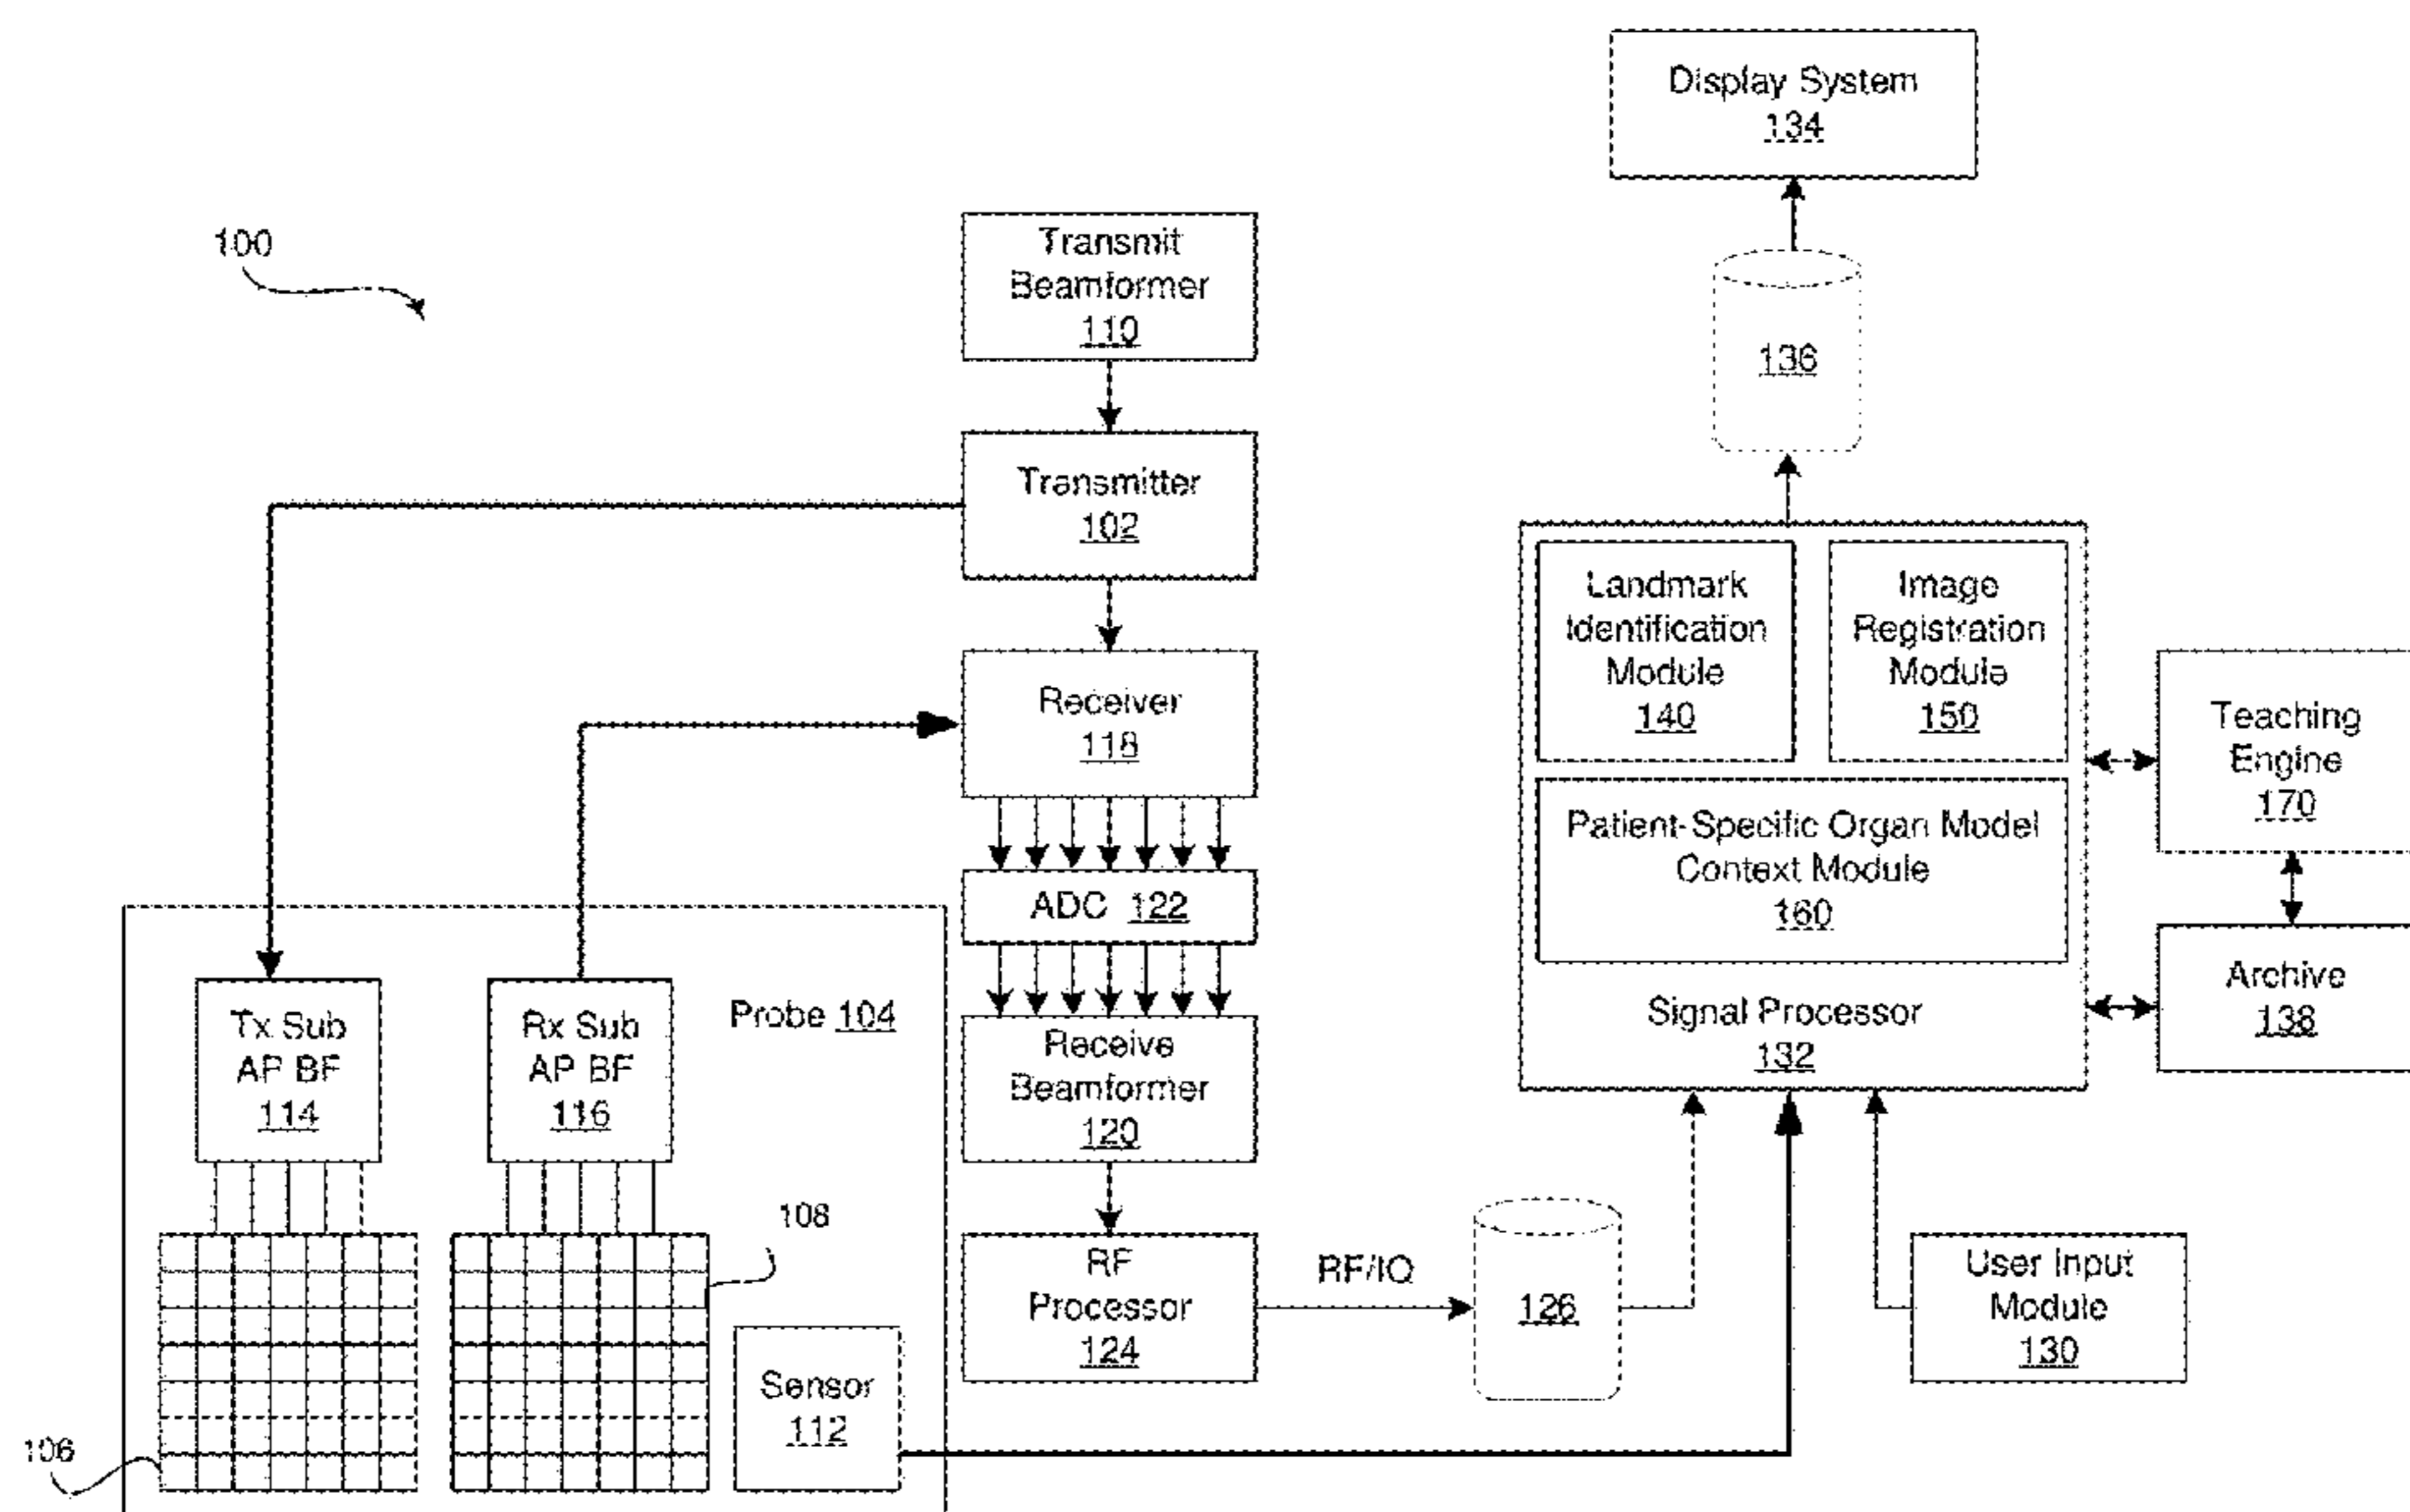 Display System
134
100
Transmit
Beamformer
110
136
Transmitter
102
Landmark
Identification
Module
140
Image
Registration
Module
150
Receiver
118
Teaching
Engine
170
Patient-Specific Organ Model
Context Module
160
ADC 122
Archive
138
Signal Processor
132
Probe 104
Tx Sub
AP BF
114
Rx Sub
AP BF
116
Receive
Beamformer
120
108
RF
Processor
124
RF/IQ
126
User Input
Module
130
Sensor
112
106